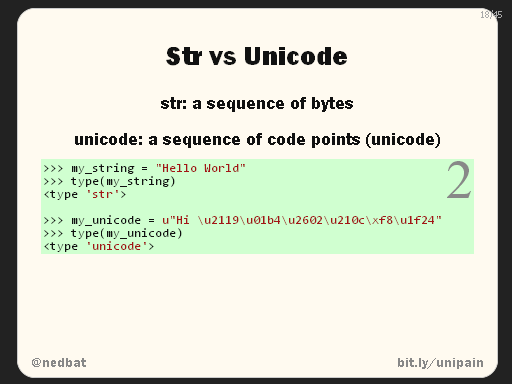 18/45
Str vs Unicode
str: a sequence of bytes
unicode: a sequence of code points (unicode)
2
>>> my_string = "Hello World"
>>> type(my_string)
<type 'str'>
>>> my_unicode = u"Hi \u2119\u01b4\u2602\u210c\xf8\u1f24"
>>> type(my_unicode)
<type 'unicode'>
@nedbat
bit.ly/unipain